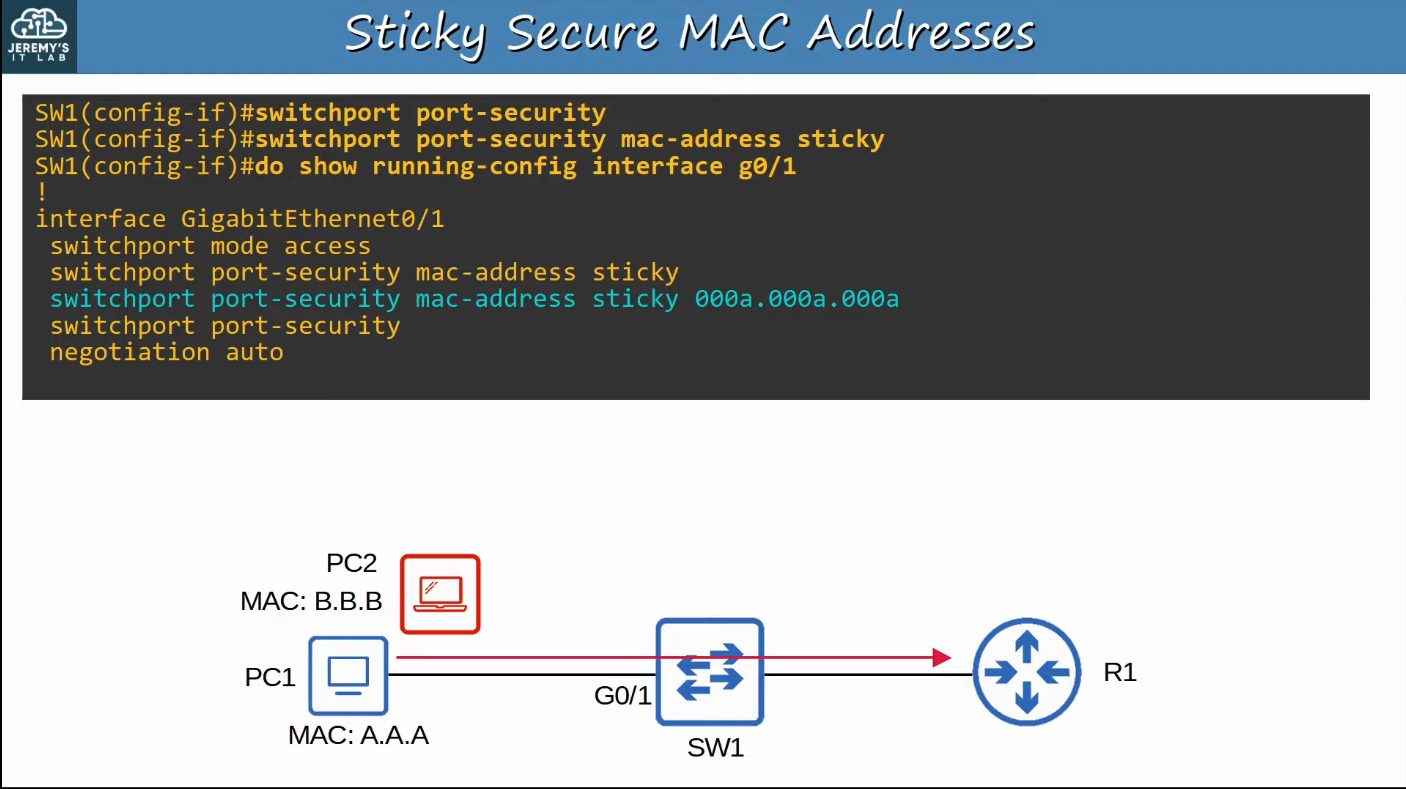 JEREMY'S
IT LAB
Sticky Secure MAC Addresses
SW1(config-if)#switchport port-security
SW1(config-if)#switchport port-security mac-address sticky
SW1(config-if)#do show running-config interface g0/1
!
interface GigabitEthernet0/1
switchport mode access
switchport port-security mac-address sticky
switchport port-security mac-address sticky 000a.000a.000a
switchport port-security
negotiation auto
PC2
MAC: B.B.B
PC1
MAC: A.A.A
G0/1
SW1
R1